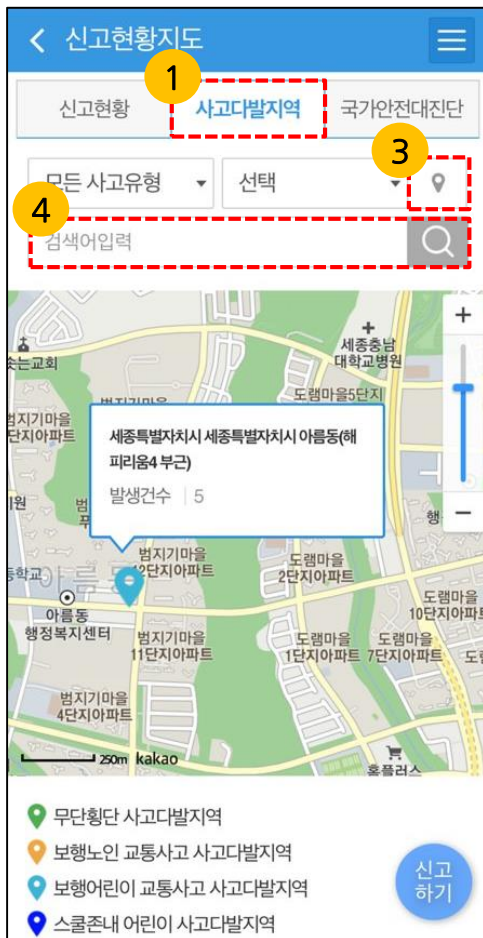 신고현황지도
1
신고현황 사고다발지역 국가안전대진단
3
모든 사고유형 선택
4
검색어입력
+
세종충남
대학교병원
솟는교회
도램마을5단지
범지기마을
단지아파트
세종특별자치시 세종특별자치시 아름동(해
피리움4 부근)
발생건수 5
행
−
범지기마을
12단지아파트
도램마을
2단지아파트
아름동
아름동
행정복지센터
도램마을
10단지아파트
범지기마을
11단지아파트
도램마을
1단지아파트
도램마을
7단지아파트
범지기마을
4단지아파트
250m kakao
홈플러스
무단횡단 사고다발지역
보행노인 교통사고 사고다발지역
보행어린이 교통사고 사고다발지역
스쿨존내 어린이 사고다발지역
신고
하기